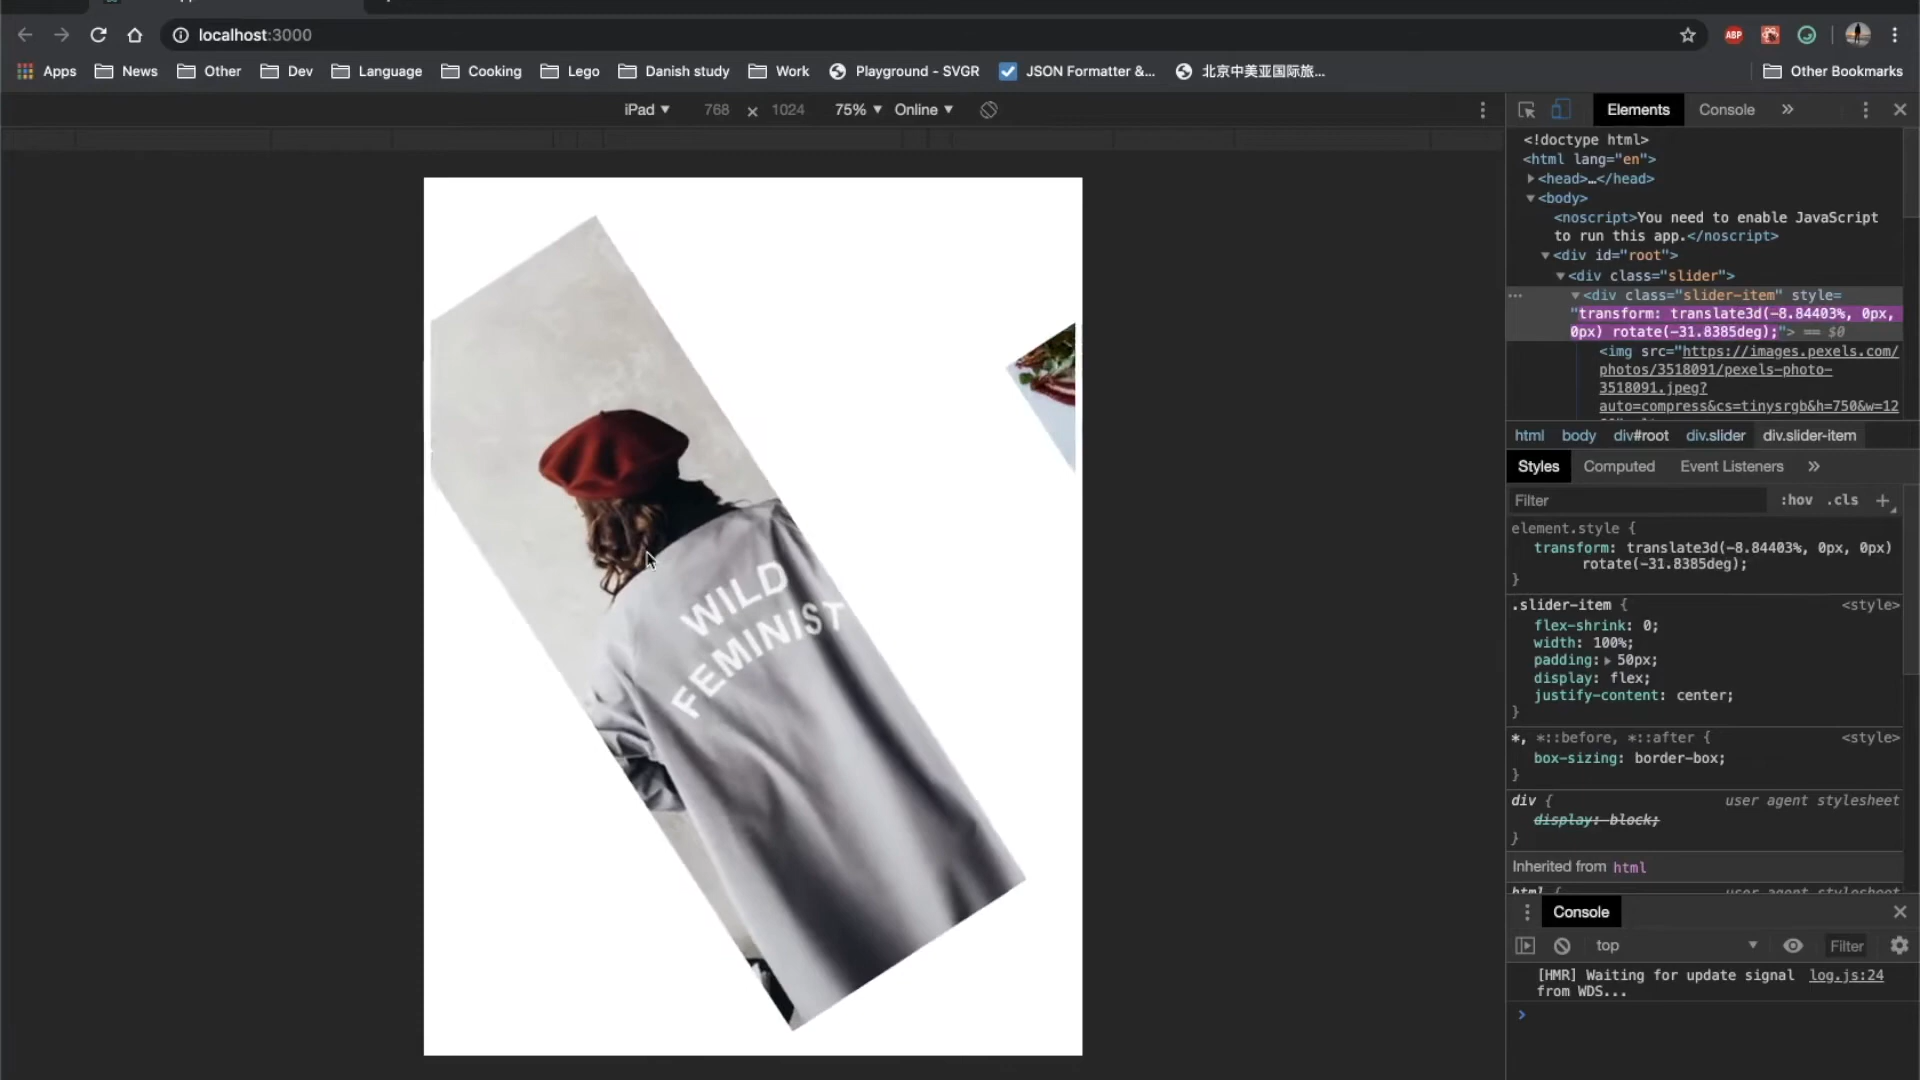 localhost:3000
Apps News Other Dev Language Cooking Lego Danish study Work Playground - SVGR JSON Formatter &... 北京中美亚国际旅... Other Bookmarks
iPad 768 x 1024 75% Online
Elements Console »
<!doctype html>
<html lang="en">
<head>…</head>
<body>
<noscript>You need to enable JavaScript
to run this app.</noscript>
<div id="root">
<div class="slider">
<div class="slider-item" style=
"transform: translate3d(-8.84403%, 0px,
0px) rotate(-31.8385deg);"> == $0
<img src="https://images.pexels.com/
photos/3518091/pexels-photo-
3518091.jpeg?
auto=compress&cs=tinysrgb&h=750&w=12
html body div#root div.slider div.slider-item
Styles Computed Event Listeners »
Filter :hov .cls +
element.style {
transform: translate3d(-8.84403%, 0px, 0px)
rotate(-31.8385deg);
}
.slider-item { <style>
flex-shrink: 0;
width: 100%;
padding: 50px;
display: flex;
justify-content: center;
}
*, *::before, *::after { <style>
box-sizing: border-box;
}
div { user agent stylesheet
display: block;
}
Inherited from html
html { user agent stylesheet
Console
top Filter
[HMR] Waiting for update signal log.js:24
from WDS...
WILD
FEMINIST
ABP